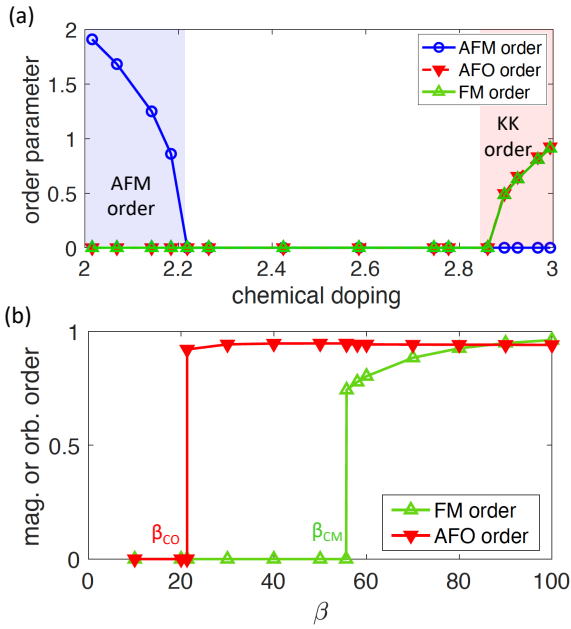 (a)
2
1.5
1
0.5
0
order parameter
AFM order
AFO order
FM order
AFM
order
KK
order
2
2.2
2.4
2.6
2.8
3
chemical doping
(b)
1
0.5
0
mag. or orb. order
βCO
βCM
FM order
AFO order
0
20
40
60
80
100
β